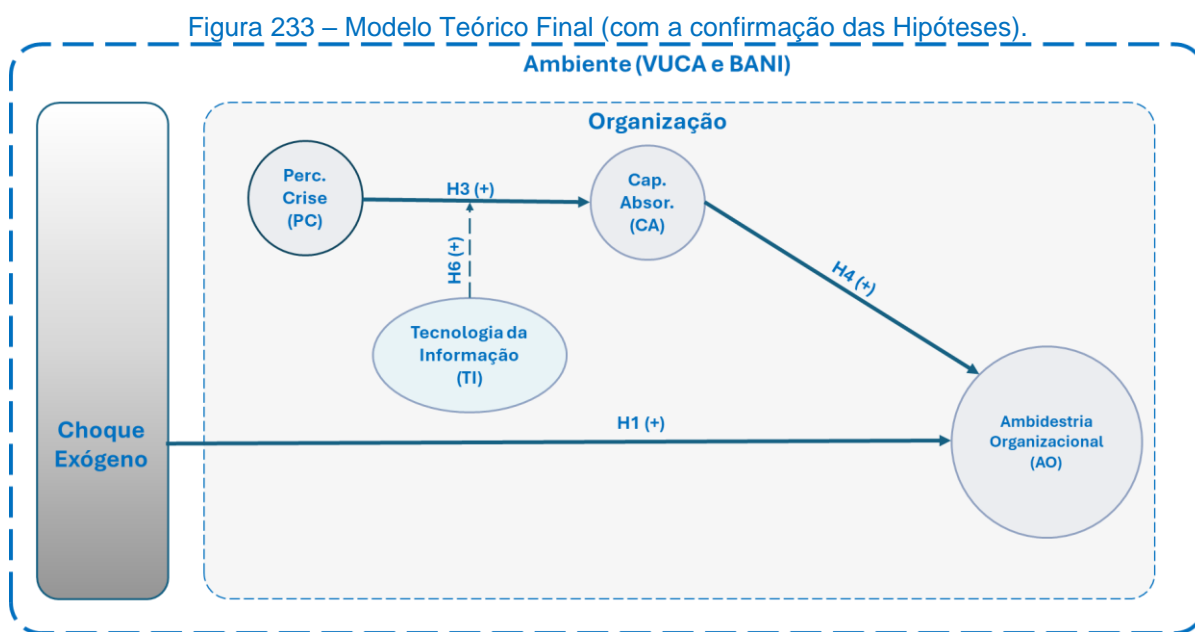 Figura 233 – Modelo Teórico Final (com a confirmação das Hipóteses).
Ambiente (VUCA e BANI)
Organização
Perc.
Crise
(PC)
H3 (+)
Cap.
Absor.
(CA)
H6 (+)
H4 (+)
Tecnologia da
Informação
(TI)
Choque
Exógeno
H1 (+)
Ambidestria
Organizacional
(AO)